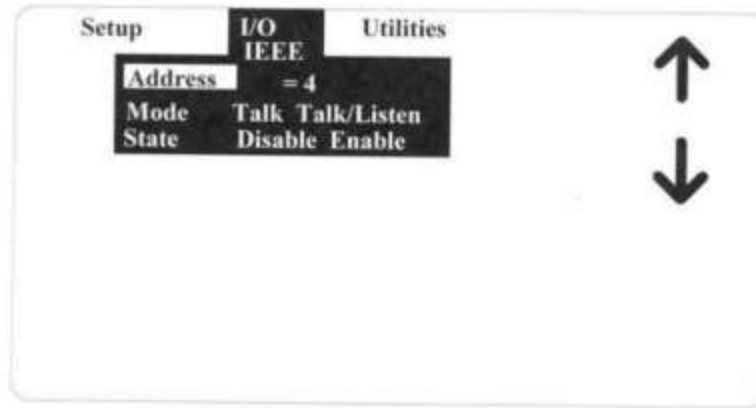 Setup I/O Utilities
IEEE
Address = 4
Mode Talk Talk/Listen
State Disable Enable